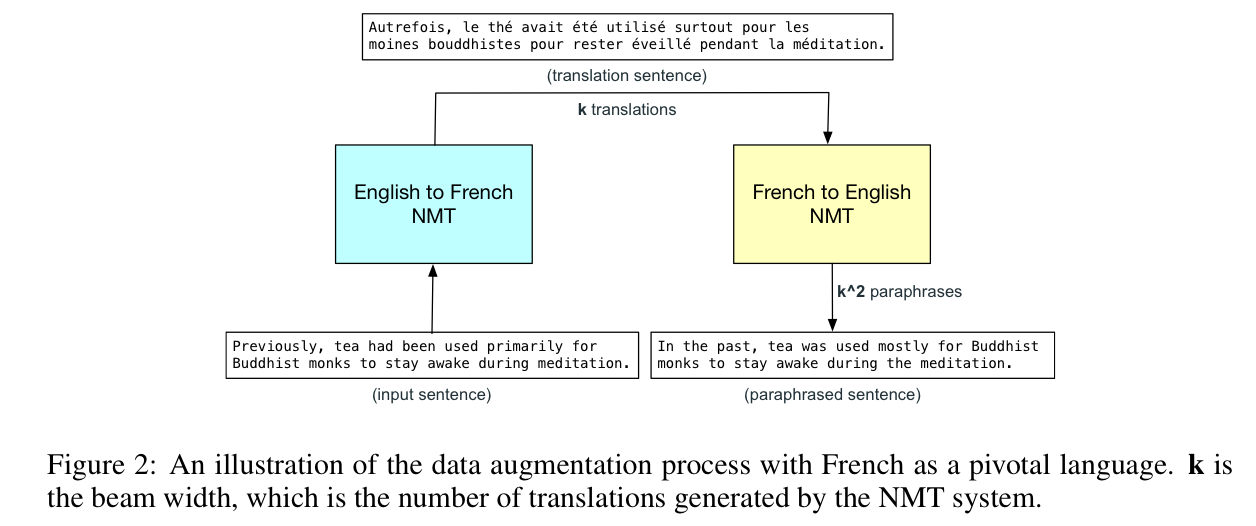 Autrefois, le thé avait été utilisé surtout pour les
moines bouddhistes pour rester éveillé pendant la méditation.
(translation sentence)
k translations
English to French
NMT
French to English
NMT
k^2 paraphrases
Previously, tea had been used primarily for
Buddhist monks to stay awake during meditation.
(input sentence)
In the past, tea was used mostly for Buddhist
monks to stay awake during the meditation.
(paraphrased sentence)
Figure 2: An illustration of the data augmentation process with French as a pivotal language. k is
the beam width, which is the number of translations generated by the NMT system.